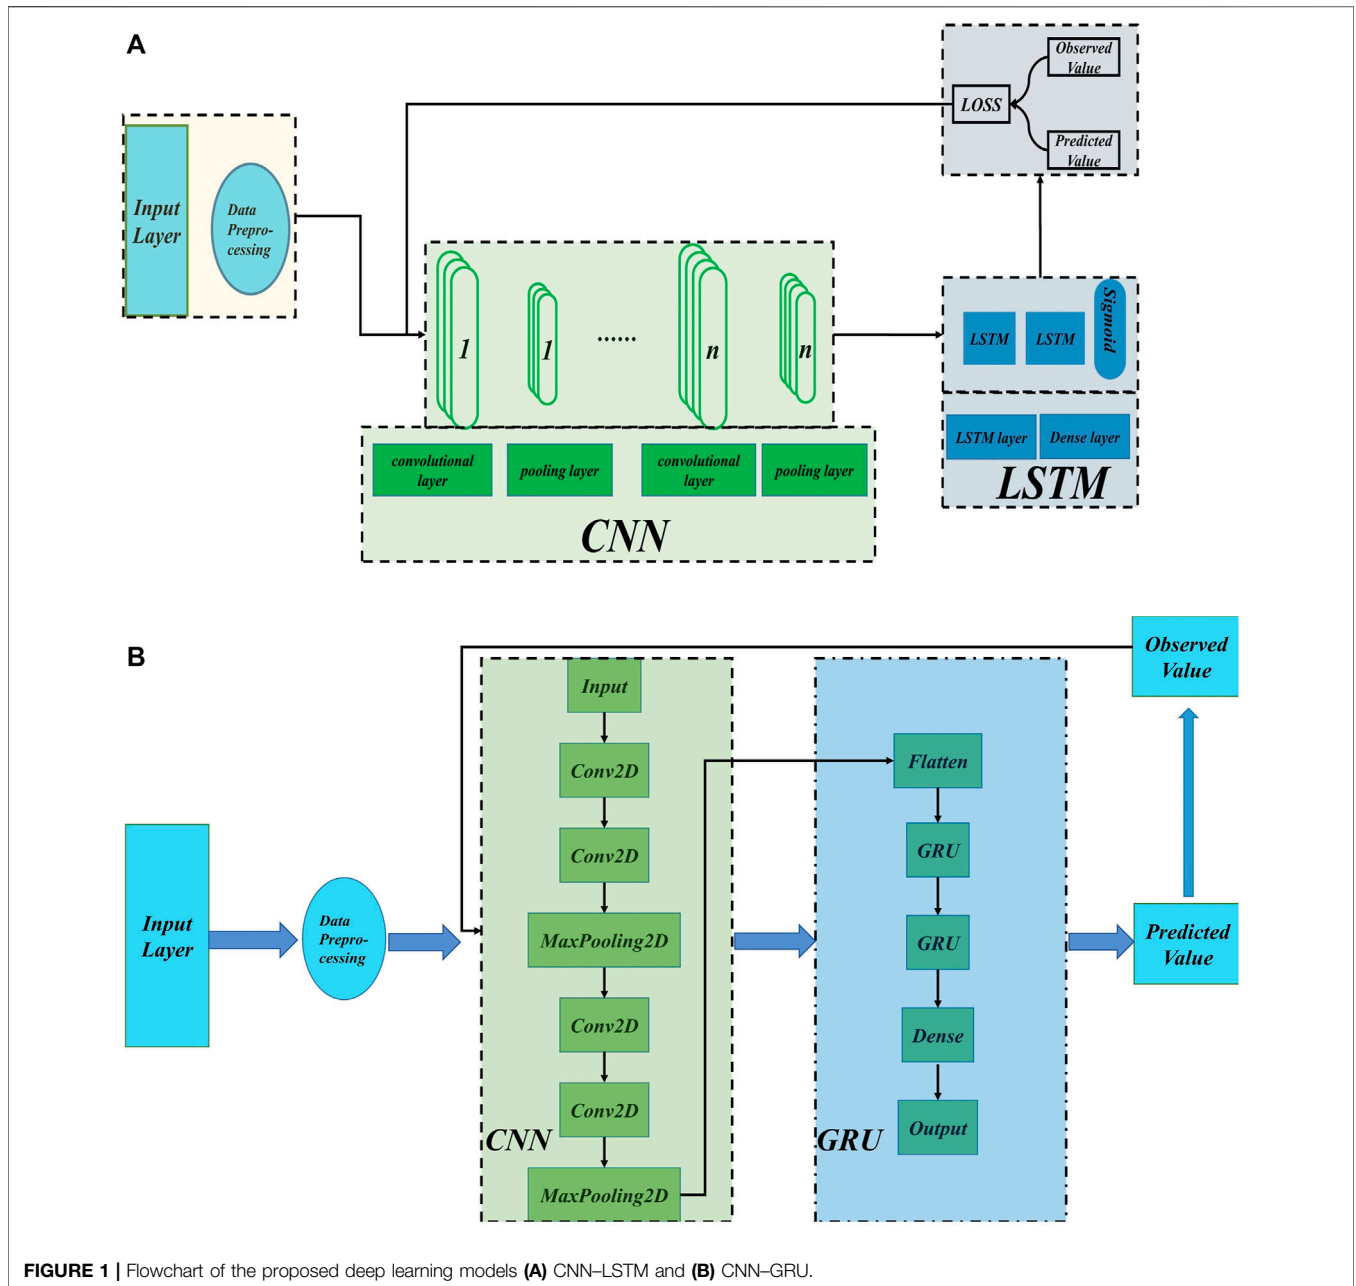 A
Observed
Value
LOSS
Predicted
Value
Input
Layer
Data
Prepro-
cessing
1
1
......
n
n
LSTM
LSTM
Sigmoid
convolutional
layer
pooling layer
convolutional
layer
pooling layer
CNN
LSTM layer
Dense layer
LSTM
B
Observed
Value
Input
Conv2D
Conv2D
MaxPooling2D
Conv2D
Conv2D
MaxPooling2D
CNN
Flatten
GRU
GRU
Dense
Output
GRU
Input
Layer
Data
Prepro-
cessing
Predicted
Value
FIGURE 1 | Flowchart of the proposed deep learning models (A) CNN–LSTM and (B) CNN–GRU.